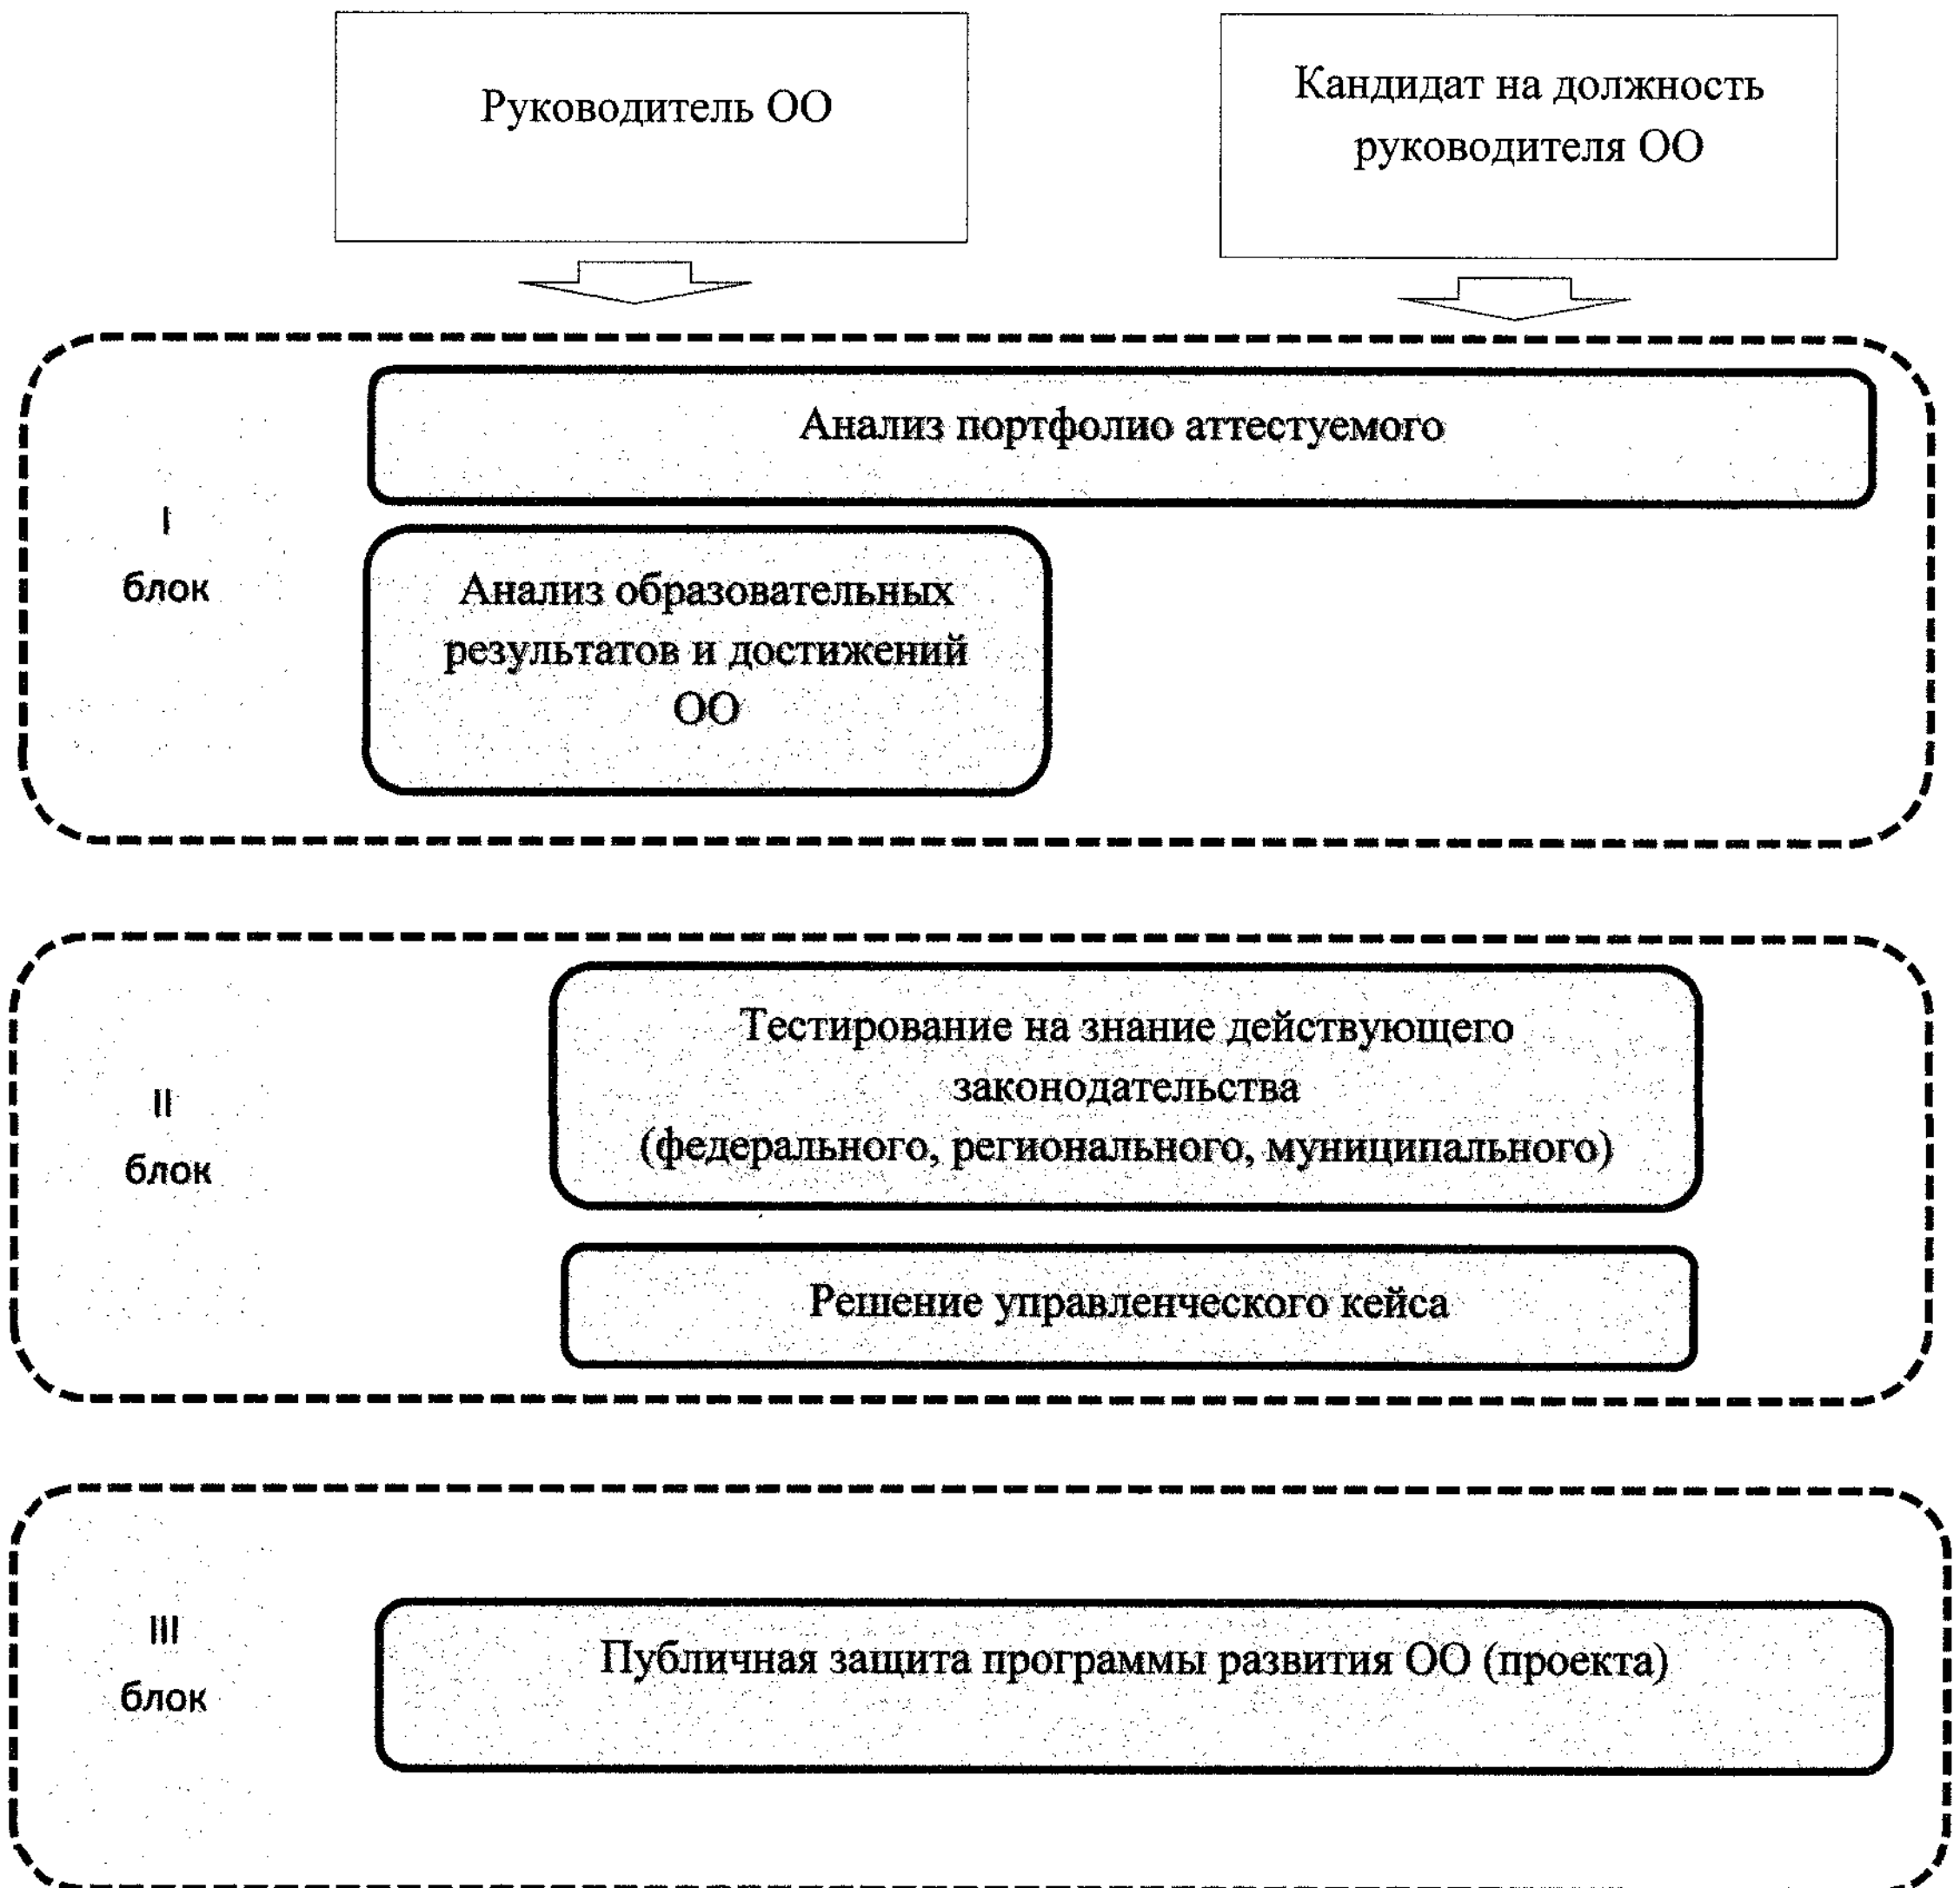 Руководитель ОО
Кандидат на должность
руководителя ОО
Анализ портфолио аттестуемого
I
блок
Анализ образовательных
результатов и достижений
ОО
Тестирование на знание действующего
законодательства
(федерального, регионального, муниципального)
II
блок
Решение управленческого кейса
III
блок
Публичная защита программы развития ОО (проекта)